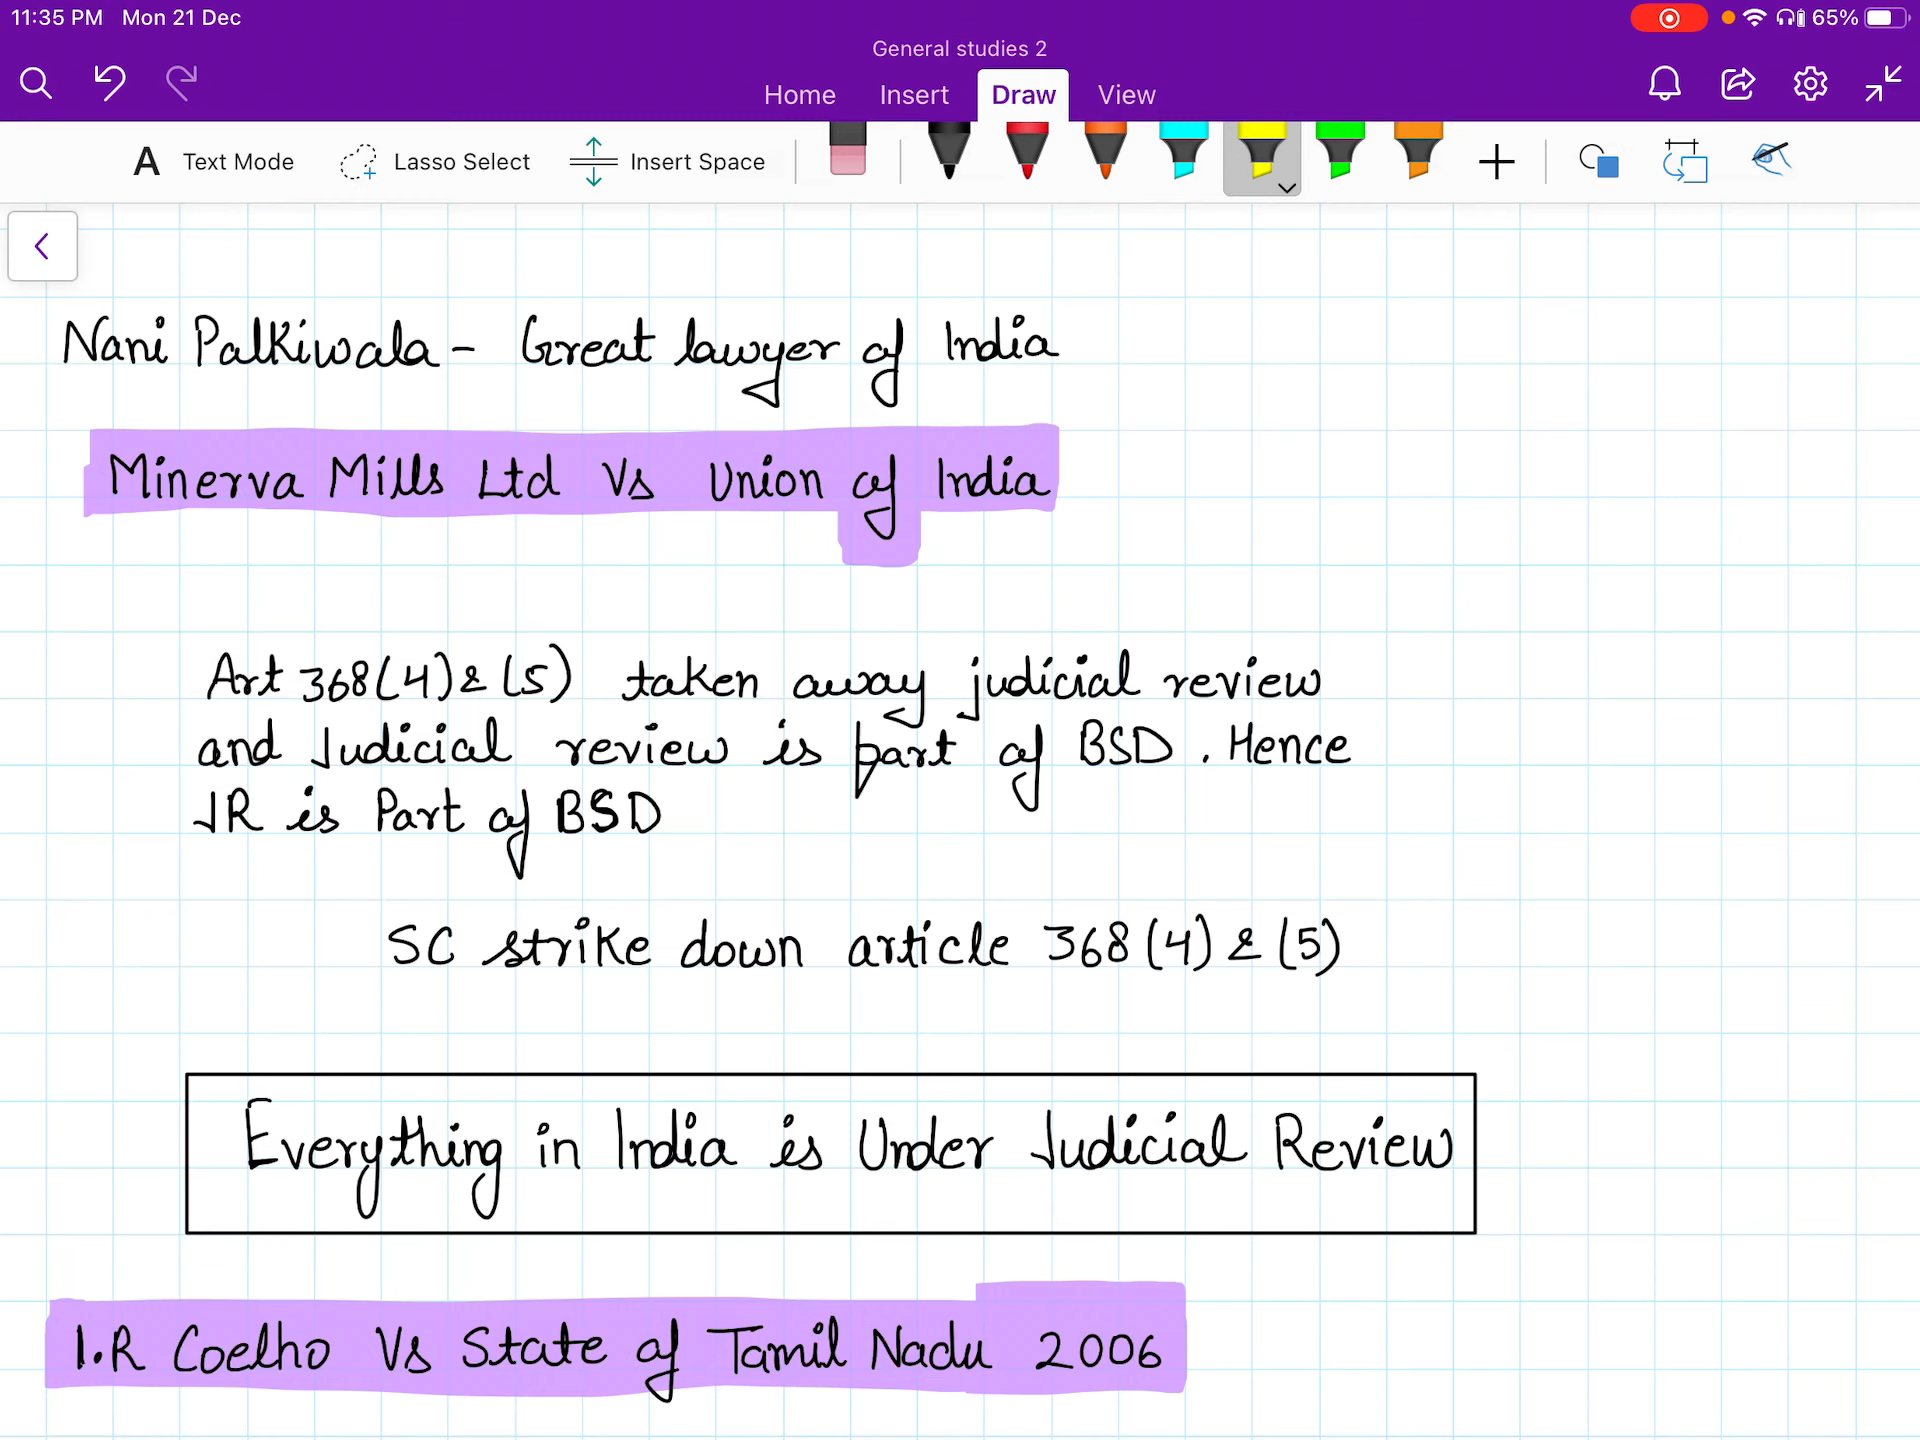 11:35 PM Mon 21 Dec 65%
General studies 2
Home Insert Draw View
A Text Mode Lasso Select Insert Space
Nani Palkiwala - Great lawyer of India
Minerva Mills Ltd Vs Union of India
Art 368(4) & (5) taken away judicial review
and Judicial review is part of BSD. Hence
JR is Part of BSD
SC strike down article 368 (4) & (5)
Everything in India is Under Judicial Review
I.R Coelho Vs State of Tamil Nadu 2006